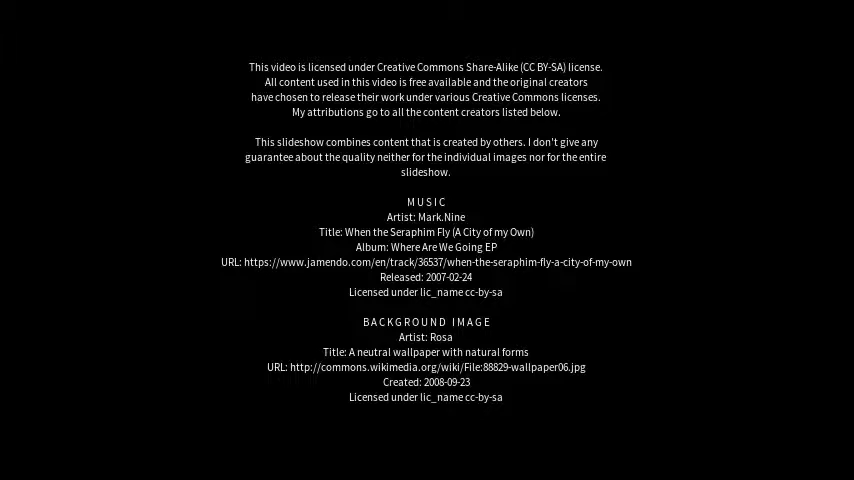 This video is licensed under Creative Commons Share-Alike (CC BY-SA) license.
All content used in this video is free available and the original creators
have chosen to release their work under various Creative Commons licenses.
My attributions go to all the content creators listed below.
This slideshow combines content that is created by others. I don't give any
guarantee about the quality neither for the individual images nor for the entire
slideshow.
MUSIC
Artist: Mark.Nine
Title: When the Seraphim Fly (A City of my Own)
Album: Where Are We Going EP
URL: https://www.jamendo.com/en/track/36537/when-the-seraphim-fly-a-city-of-my-own
Released: 2007-02-24
Licensed under lic_name cc-by-sa
BACKGROUND IMAGE
Artist: Rosa
Title: A neutral wallpaper with natural forms
URL: http://commons.wikimedia.org/wiki/File:88829-wallpaper06.jpg
Created: 2008-09-23
Licensed under lic_name cc-by-sa